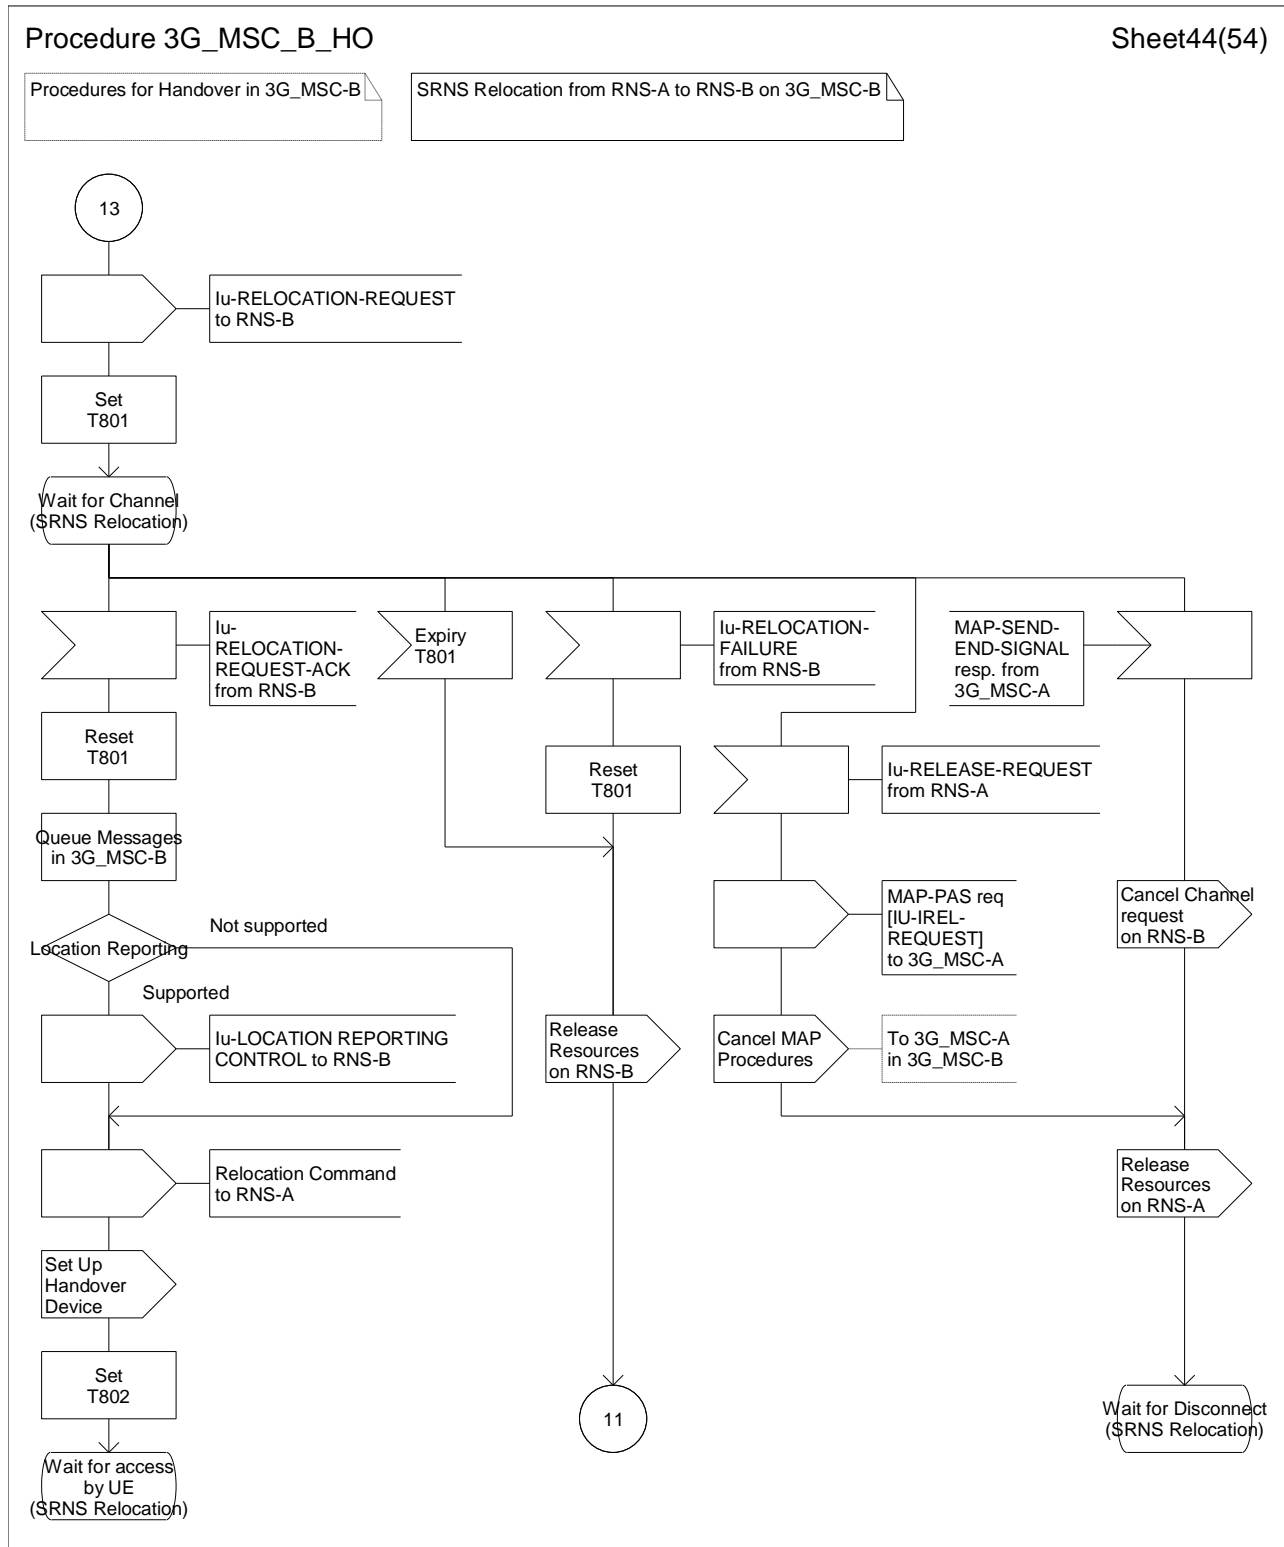 Procedure 3G_MSC_B_HO
Sheet44(54)
Procedures for Handover in 3G_MSC-B
SRNS Relocation from RNS-A to RNS-B on 3G_MSC-B
13
Iu-RELOCATION-REQUEST
to RNS-B
Set
T801
Wait for Channel
(SRNS Relocation)
Iu-
RELOCATION-
REQUEST-ACK
from RNS-B
Expiry
T801
Iu-RELOCATION-
FAILURE
from RNS-B
MAP-SEND-
END-SIGNAL
resp. from
3G_MSC-A
Reset
T801
Reset
T801
Iu-RELEASE-REQUEST
from RNS-A
Queue Messages
in 3G_MSC-B
MAP-PAS req
[IU-IREL-
REQUEST]
to 3G_MSC-A
Cancel Channel
request
on RNS-B
Location Reporting
Not supported
Supported
Iu-LOCATION REPORTING
CONTROL to RNS-B
Release
Resources
on RNS-B
Cancel MAP
Procedures
To 3G_MSC-A
in 3G_MSC-B
Relocation Command
to RNS-A
Release
Resources
on RNS-A
Set Up
Handover
Device
Set
T802
11
Wait for Disconnect
(SRNS Relocation)
Wait for access
by UE
(SRNS Relocation)